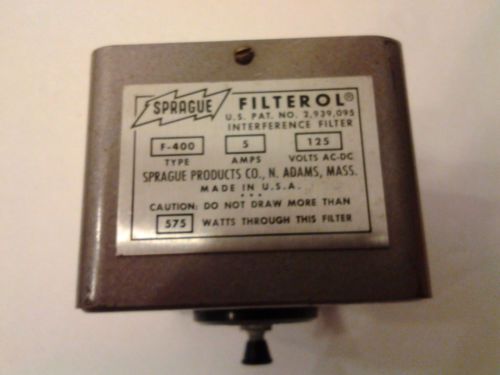 SPRAGUE FILTEROL®
U.S. PAT. NO. 2,939,095
INTERFERENCE FILTER
F-400 5 125
TYPE AMPS VOLTS AC-DC
SPRAGUE PRODUCTS CO., N. ADAMS, MASS.
MADE IN U.S.A.
CAUTION: DO NOT DRAW MORE THAN
575 WATTS THROUGH THIS FILTER